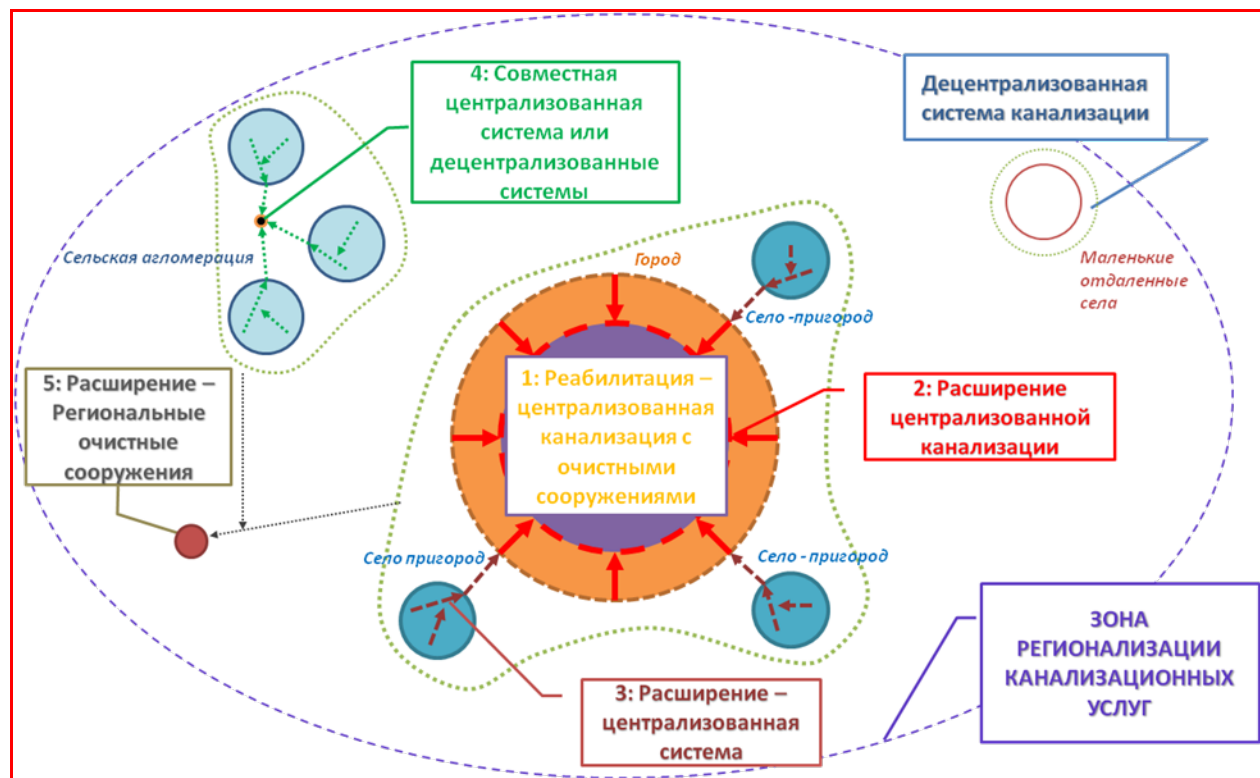 4: Совместная
централизованная
система или
децентрализованные
системы
Децентрализованная
система канализации
Сельская агломерация
Маленькие
отдаленные
села
Город
Село -пригород
5: Расширение –
Региональные
очистные
сооружения
1: Реабилитация –
централизованная
канализация с
очистными
сооружениями
2: Расширение
централизованной
канализации
Село пригород
Село - пригород
3: Расширение –
централизованная
система
ЗОНА
РЕГИОНАЛИЗАЦИИ
КАНАЛИЗАЦИОННЫХ
УСЛУГ